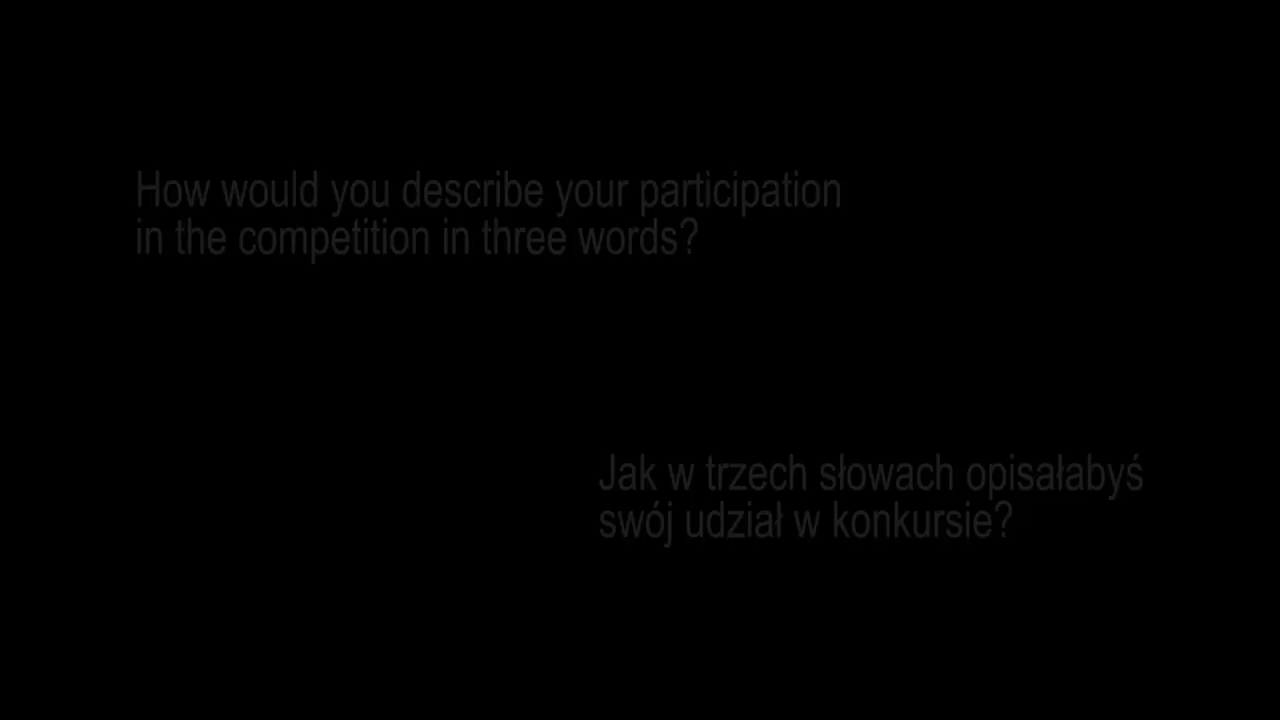 How would you describe your participation
in the competition in three words?
Jak w trzech słowach opisałabyś
swój udział w konkursie?